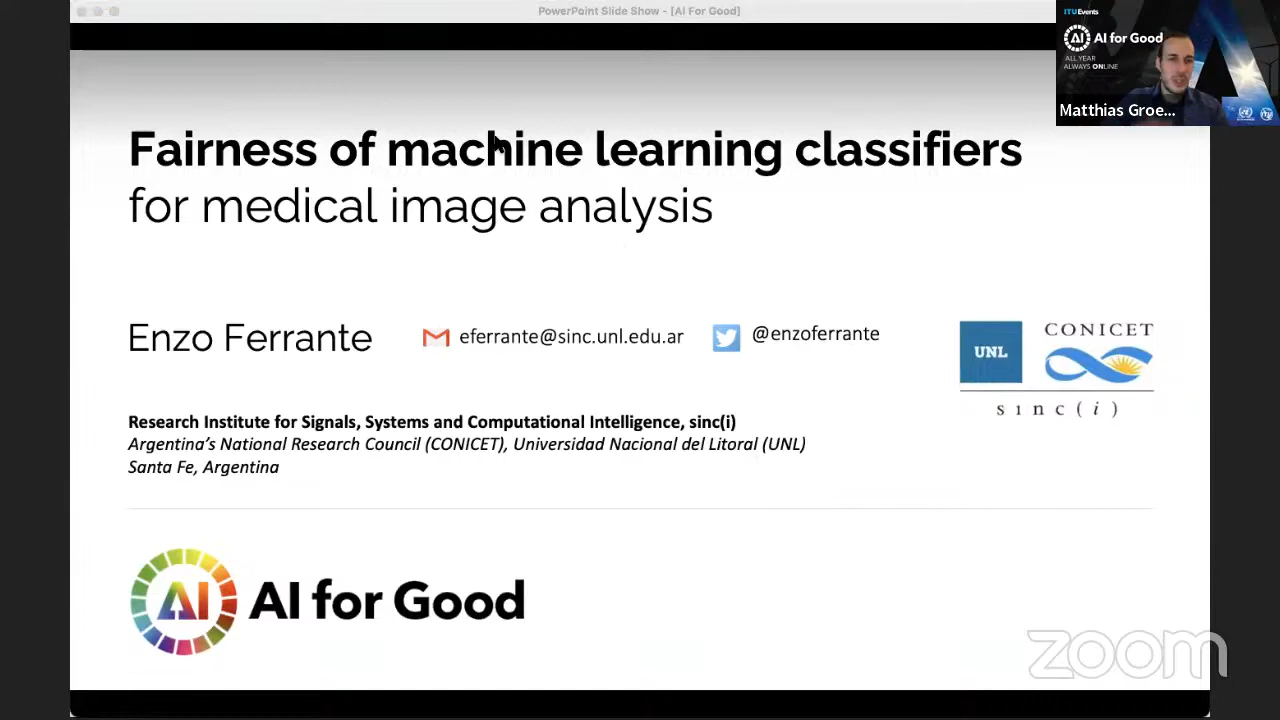 PowerPoint Slide Show - [AI For Good]
ITUEvents
AI
AI for Good
ALL YEAR
ALWAYS ONLINE
Matthias Groe...
Fairness of machine learning classifiers
for medical image analysis
Enzo Ferrante
eferrante@sinc.unl.edu.ar
@enzoferrante
UNL
CONICET
sinc(i)
Research Institute for Signals, Systems and Computational Intelligence, sinc(i)
Argentina’s National Research Council (CONICET), Universidad Nacional del Litoral (UNL)
Santa Fe, Argentina
AI
AI for Good
zoom